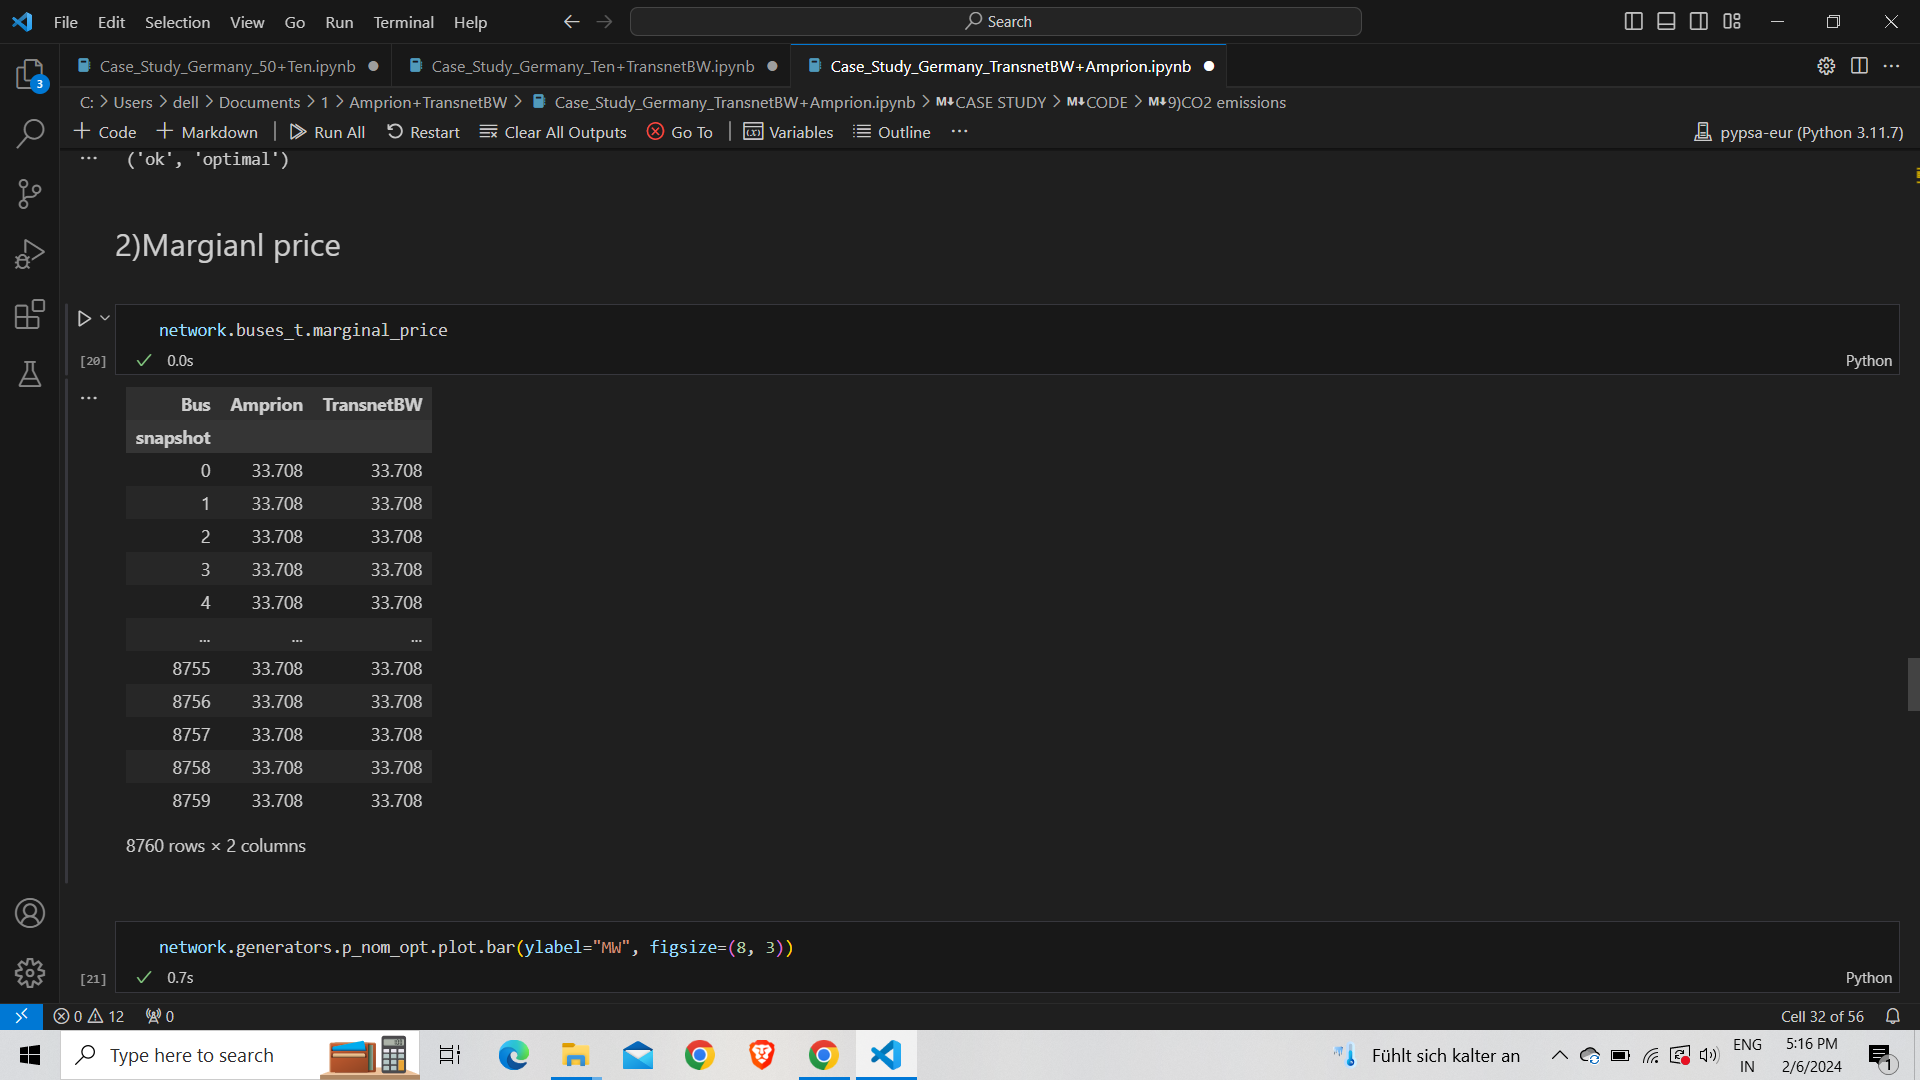 File Edit Selection View Go Run Terminal Help
Search
Case_Study_Germany_50+Ten.ipynb
Case_Study_Germany_Ten+TransnetBW.ipynb
Case_Study_Germany_TransnetBW+Amprion.ipynb
C: > Users > dell > Documents > 1 > Amprion+TransnetBW > Case_Study_Germany_TransnetBW+Amprion.ipynb > M↓CASE STUDY > M↓CODE > M↓9)CO2 emissions
+ Code + Markdown | Run All Restart Clear All Outputs Go To | Variables Outline ...
pypsa-eur (Python 3.11.7)
3
... ('ok', 'optimal')
2)Margianl price
network.buses_t.marginal_price
[20] ✓ 0.0s Python
...
Bus Amprion TransnetBW
snapshot
0 33.708 33.708
1 33.708 33.708
2 33.708 33.708
3 33.708 33.708
4 33.708 33.708
... ... ...
8755 33.708 33.708
8756 33.708 33.708
8757 33.708 33.708
8758 33.708 33.708
8759 33.708 33.708
8760 rows × 2 columns
network.generators.p_nom_opt.plot.bar(ylabel="MW", figsize=(8, 3))
[21] ✓ 0.7s Python
0 12 0
Cell 32 of 56
Type here to search
Fühlt sich kalter an
ENG
IN
5:16 PM
2/6/2024
1